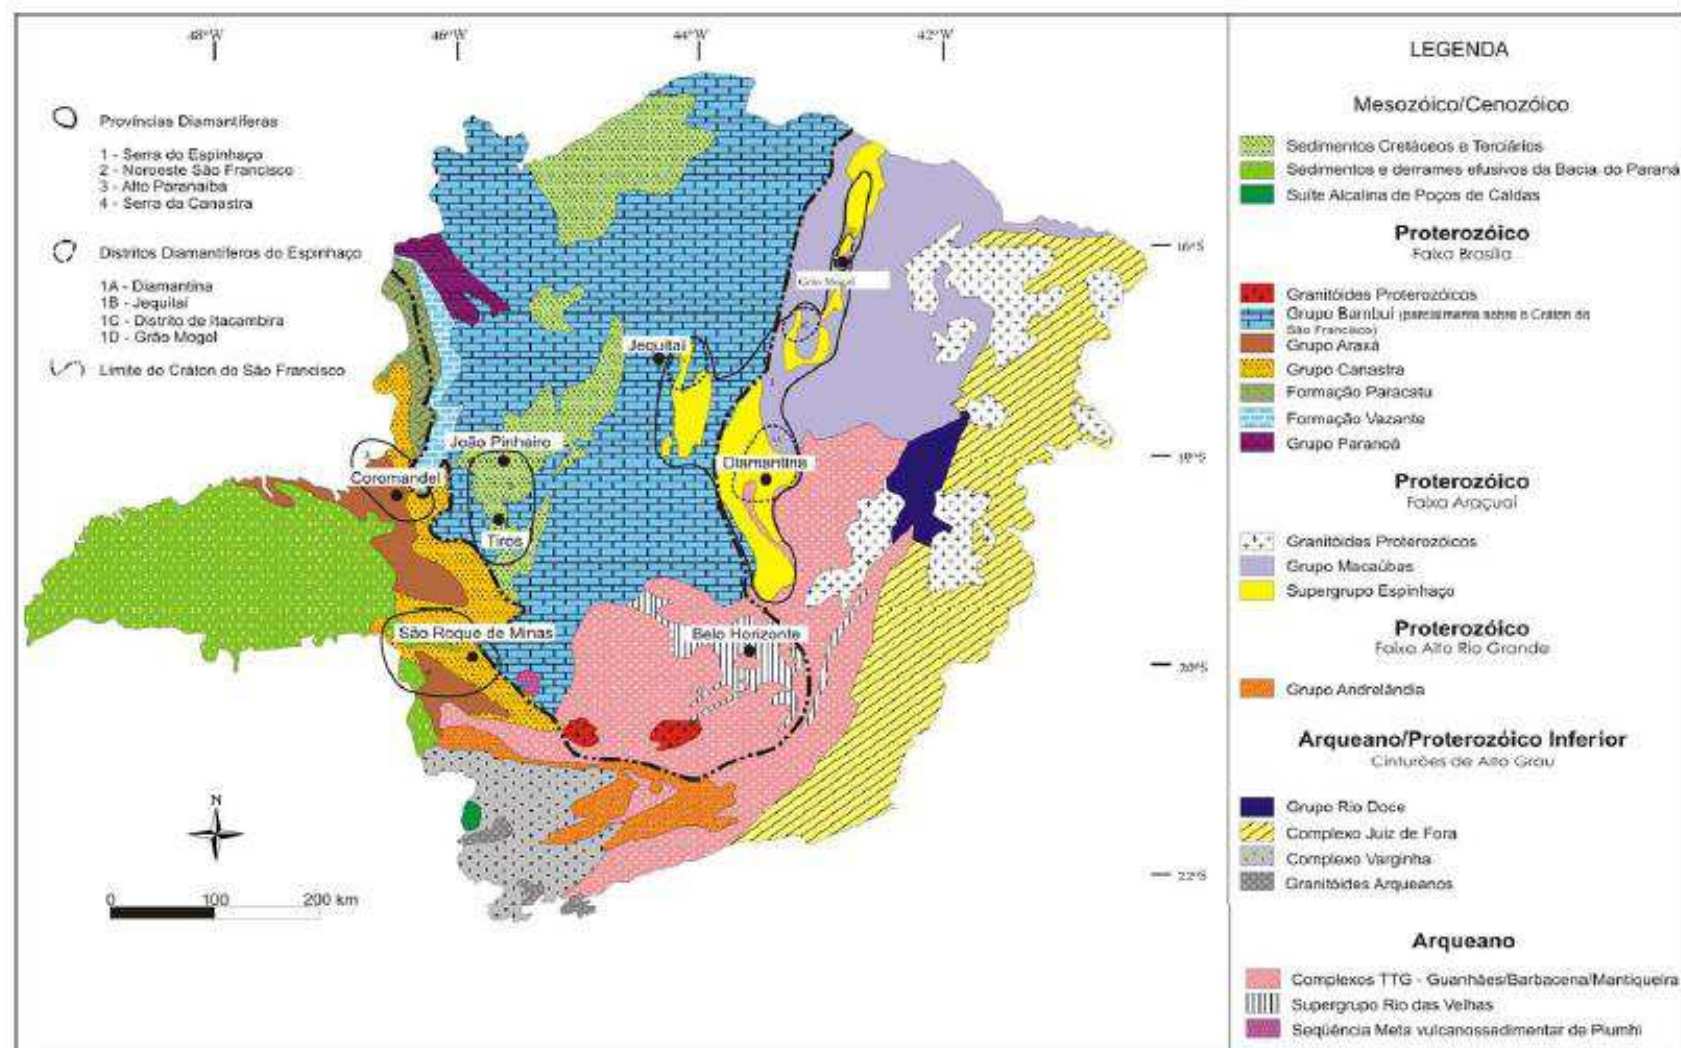 48°W
46°W
44°W
42°W
Províncias Diamantíferas
1 - Serra do Espinhaço
2 - Noroeste São Francisco
3 - Alto Paranaíba
4 - Serra da Canastra
Distritos Diamantíferos do Espinhaço
1A - Diamantina
1B - Jequitaí
1C - Distrito de Itacambira
1D - Grão Mogol
Limite do Cráton do São Francisco
16°S
Grão Mogol
Jequitaí
João Pinheiro
18°S
Diamantina
Coromandel
Tiros
São Roque de Minas
Belo Horizonte
20°S
22°S
N
0 100 200 km
LEGENDA
Mesozóico/Cenozóico
Sedimentos Cretáceos e Terciários
Sedimentos e derrames efusivos da Bacia do Paraná
Suíte Alcalina de Poços de Caldas
Proterozóico
Faixa Brasília
Granitóides Proterozóicos
Grupo Bambuí (parcialmente sobre o Cráton do
São Francisco)
Grupo Araxá
Grupo Canastra
Formação Paracatu
Formação Vazante
Grupo Paranoá
Proterozóico
Faixa Araçuaí
Granitóides Proterozóicos
Grupo Macaúbas
Supergrupo Espinhaço
Proterozóico
Faixa Alto Rio Grande
Grupo Andrelândia
Arqueano/Proterozóico Inferior
Cinturões de Alto Grau
Grupo Rio Doce
Complexo Juiz de Fora
Complexo Varginha
Granitóides Arqueanos
Arqueano
Complexos TTG - Guanhães/Barbacena/Mantiqueira
Supergrupo Rio das Velhas
Seqüência Meta vulcanossedimentar de Piumhi